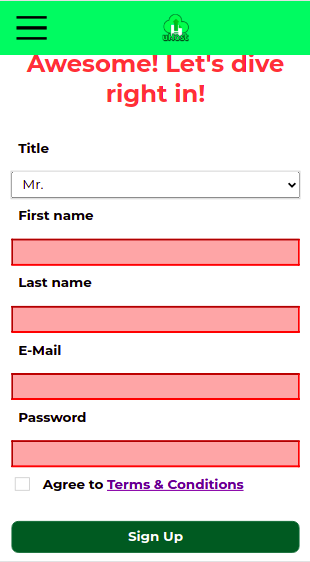 uHost
Awesome! Let's dive
right in!
Title
Mr.
First name
Last name
E-Mail
Password
Agree to Terms & Conditions
Sign Up